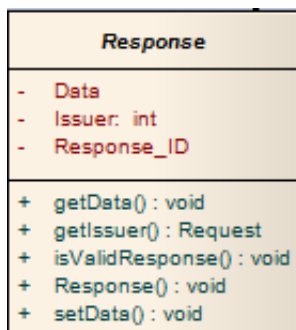 Response
- Data
- Issuer: int
- Response_ID
+ getData() : void
+ getIssuer() : Request
+ isValidResponse() : void
+ Response() : void
+ setData() : void